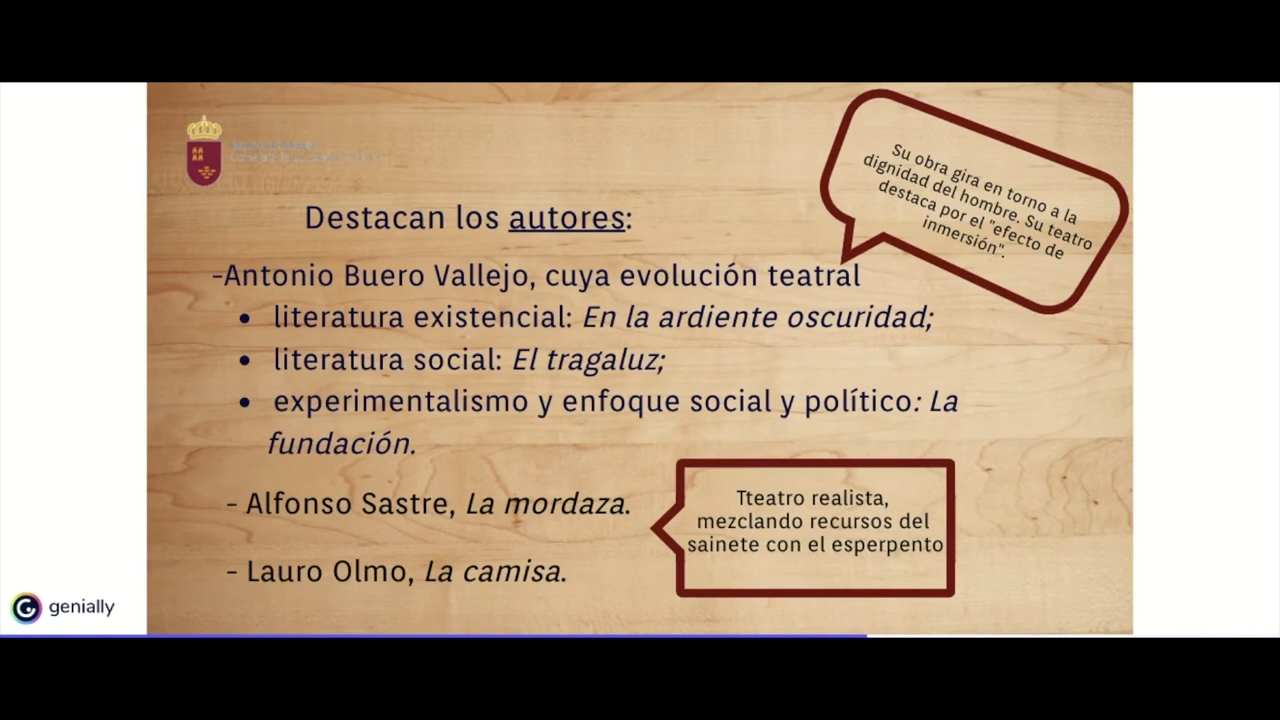 Su obra gira en torno a la
dignidad del hombre. Su teatro
destaca por el "efecto de
inmersión".
Destacan los autores:
-Antonio Buero Vallejo, cuya evolución teatral
• literatura existencial: En la ardiente oscuridad;
• literatura social: El tragaluz;
• experimentalismo y enfoque social y político: La
fundación.
- Alfonso Sastre, La mordaza.
Tteatro realista,
mezclando recursos del
sainete con el esperpento
- Lauro Olmo, La camisa.
genially